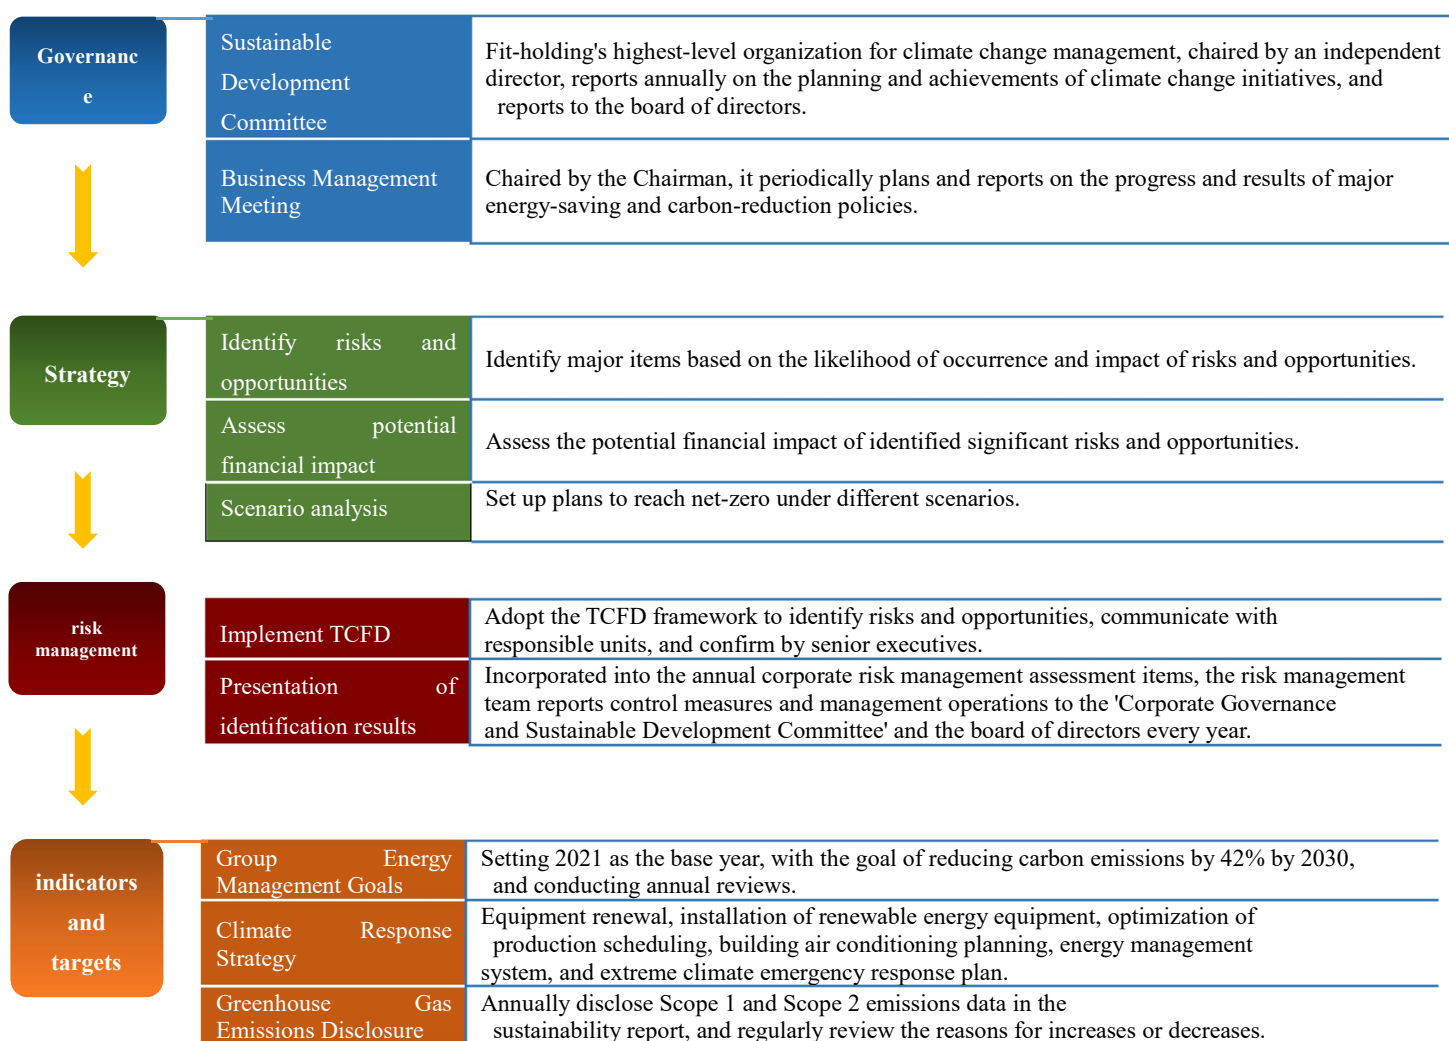 Governanc
e
Sustainable
Development
Committee
Fit-holding's highest-level organization for climate change management, chaired by an independent
director, reports annually on the planning and achievements of climate change initiatives, and
reports to the board of directors.
Business Management
Meeting
Chaired by the Chairman, it periodically plans and reports on the progress and results of major
energy-saving and carbon-reduction policies.
Strategy
Identify risks and
opportunities
Identify major items based on the likelihood of occurrence and impact of risks and opportunities.
Assess potential
financial impact
Assess the potential financial impact of identified significant risks and opportunities.
Scenario analysis
Set up plans to reach net-zero under different scenarios.
risk
management
Implement TCFD
Adopt the TCFD framework to identify risks and opportunities, communicate with
responsible units, and confirm by senior executives.
Presentation of
identification results
Incorporated into the annual corporate risk management assessment items, the risk management
team reports control measures and management operations to the 'Corporate Governance
and Sustainable Development Committee' and the board of directors every year.
indicators
and
targets
Group Energy
Management Goals
Setting 2021 as the base year, with the goal of reducing carbon emissions by 42% by 2030,
and conducting annual reviews.
Climate Response
Strategy
Equipment renewal, installation of renewable energy equipment, optimization of
production scheduling, building air conditioning planning, energy management
system, and extreme climate emergency response plan.
Greenhouse Gas
Emissions Disclosure
Annually disclose Scope 1 and Scope 2 emissions data in the
sustainability report, and regularly review the reasons for increases or decreases.